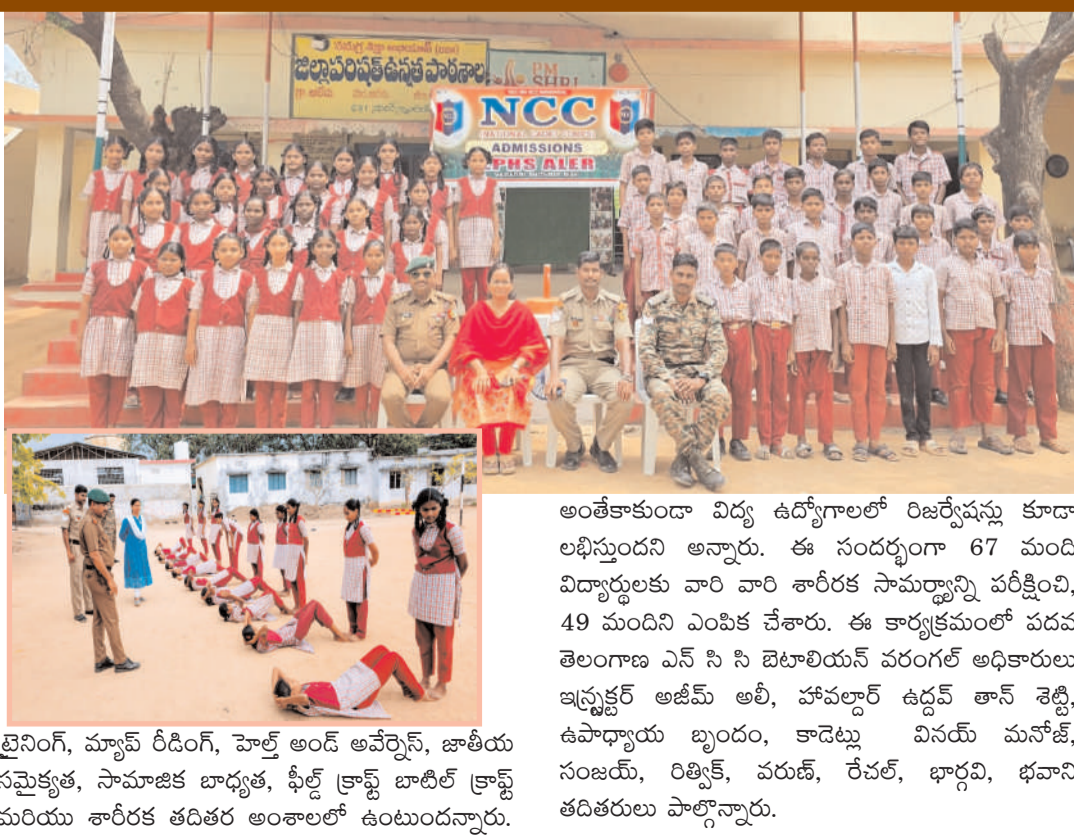 జిల్లాపరిషత్ ఉన్నత పాఠశాల
PM
SHRI
NCC
ADMISSIONS
ZPHS ALER
ట్రైనింగ్, మ్యాప్ రీడింగ్, హెల్త్ అండ్ అవేర్నెస్, జాతీయ
సమైక్యత, సామాజిక బాధ్యత, ఫీల్డ్ క్రాఫ్ట్ బాటిల్ క్రాఫ్ట్
మరియు శారీరక తదితర అంశాలలో ఉంటుందన్నారు.
అంతేకాకుండా విద్య ఉద్యోగాలలో రిజర్వేషన్లు కూడా
లభిస్తుందని అన్నారు. ఈ సందర్భంగా 67 మంది
విద్యార్థులకు వారి వారి శారీరక సామర్థ్యాన్ని పరీక్షించి,
49 మందిని ఎంపిక చేశారు. ఈ కార్యక్రమంలో పదవ
తెలంగాణ ఎన్ సి సి బెటాలియన్ వరంగల్ అధికారులు
ఇన్స్ట్రక్టర్ అజీమ్ అలీ, హవల్దార్ ఉద్దవ్ తాన్ శెట్టి,
ఉపాధ్యాయ బృందం, కాడెట్లు వినయ్ మనోజ్,
సంజయ్, రిత్విక్, వరుణ్, రేచల్, భార్గవి, భవాని
తదితరులు పాల్గొన్నారు.